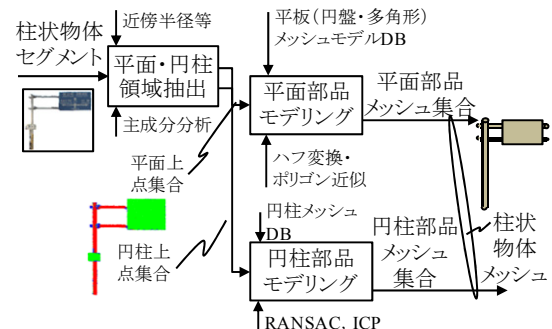 柱状物体
セグメント
近傍半径等
平面・円柱
領域抽出
主成分分析
平面上
点集合
円柱上
点集合
平板（円盤・多角形）
メッシュモデルDB
平面部品
モデリング
ハフ変換・
ポリゴン近似
平面部品
メッシュ集合
円柱メッシュ
DB
円柱部品
モデリング
RANSAC, ICP
円柱部品
メッシュ
集合
柱状
物体
メッシュ